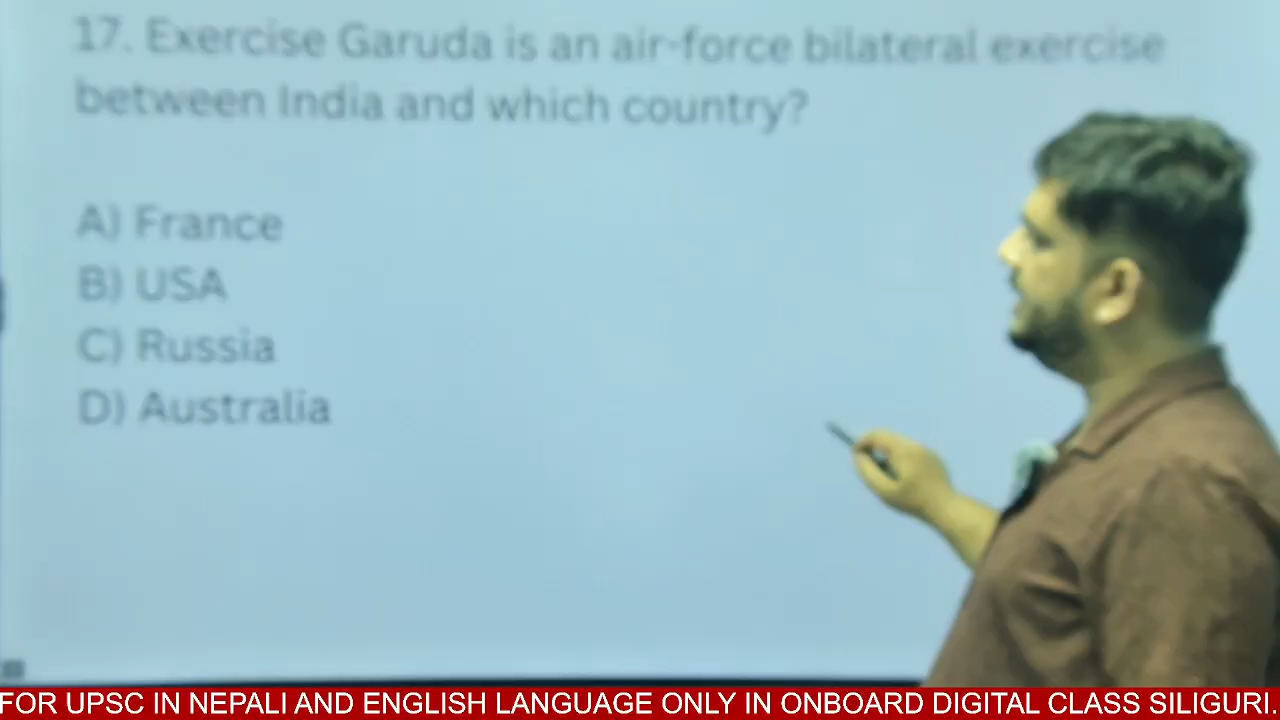 17. Exercise Garuda is an air-force bilateral exercise
between India and which country?
A) France
B) USA
C) Russia
D) Australia
FOR UPSC IN NEPALI AND ENGLISH LANGUAGE ONLY IN ONBOARD DIGITAL CLASS SILIGURI.